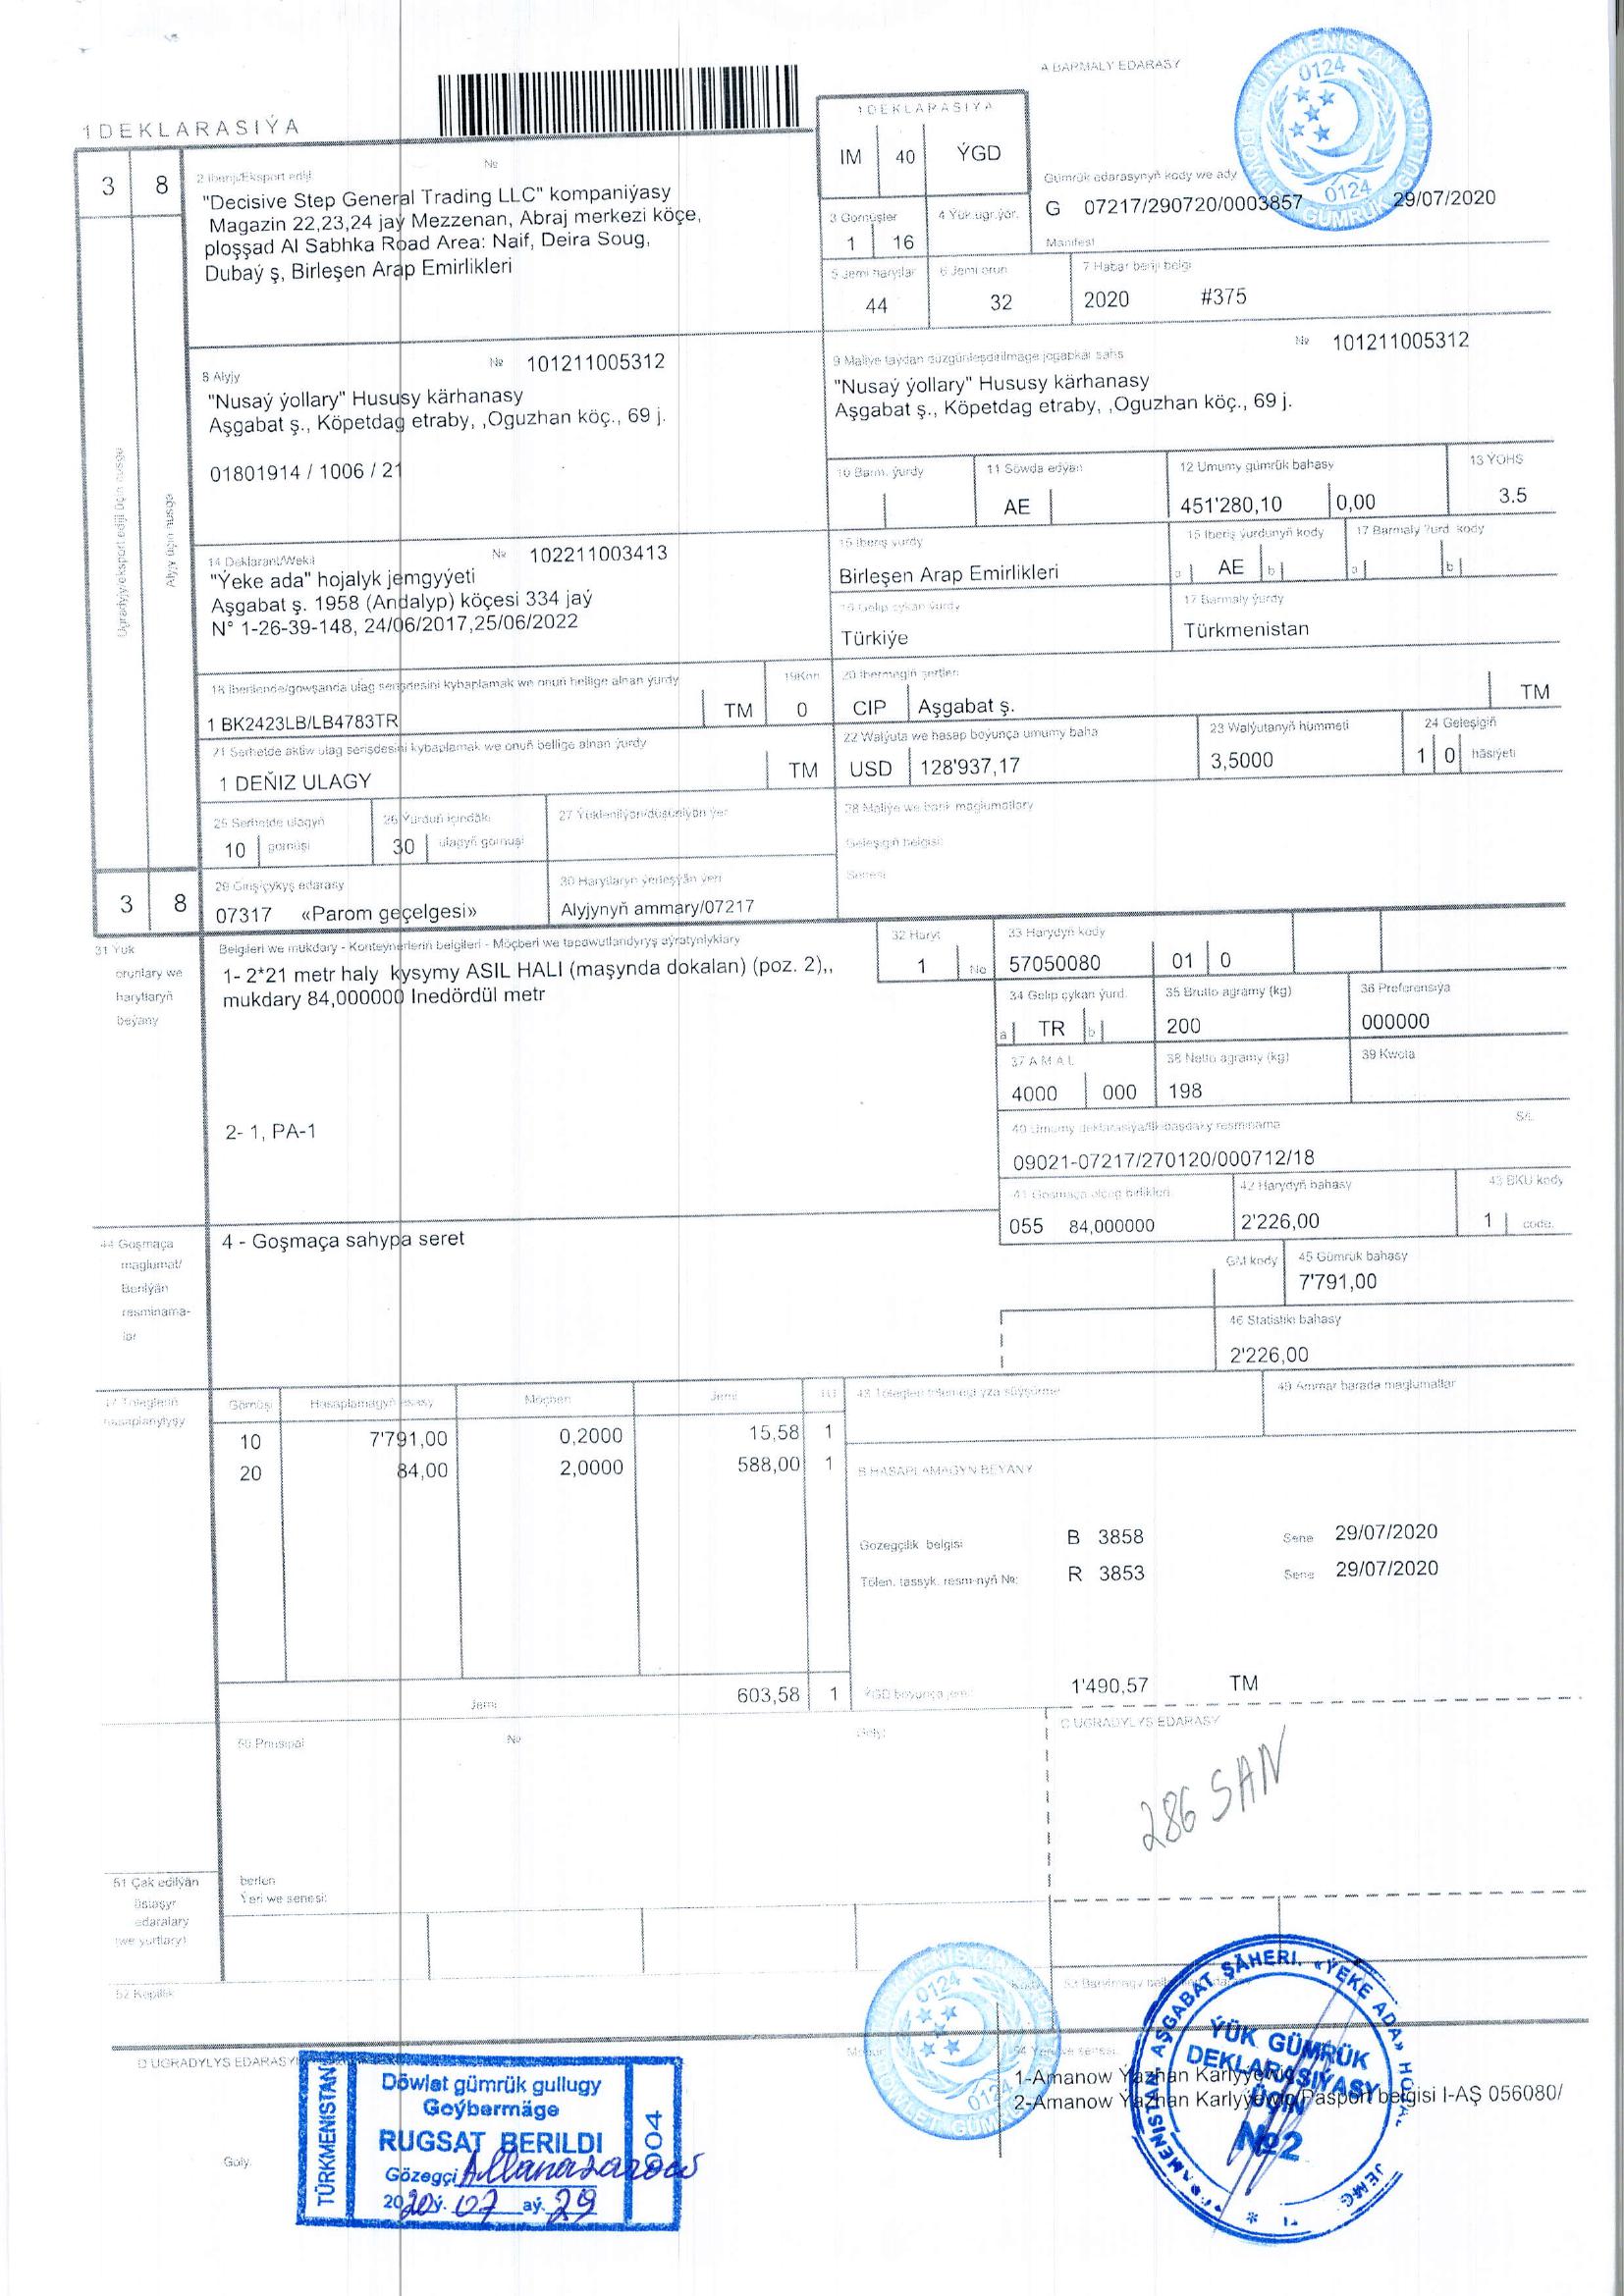 A BARMALY EDARASY
1 DEKLARASIÝA
1 DEKLARASIÝA
IM 40 ÝGD
3 8
2 Iberiji/Eksport ediji №
"Decisive Step General Trading LLC" kompaniýasy
Magazin 22,23,24 jaý Mezzenan, Abraj merkezi köçe,
ploşşad Al Sabhka Road Area: Naif, Deira Soug,
Dubaý ş, Birleşen Arap Emirlikleri
Gümrük edarasynyň kody we ady
G 07217/290720/0003857 29/07/2020
Manifest
3 Görnüşler
1 16
4 Ýük.ugr.ýör.
5 Jemi harytlar
44
6 Jemi orun
32
7 Habar beriji belgi
2020 #375
8 Alyjy № 101211005312
"Nusaý ýollary" Hususy kärhanasy
Aşgabat ş., Köpetdag etraby, ,Oguzhan köç., 69 j.
01801914 / 1006 / 21
9 Maliýe taýdan düzgünleşdirilmäge jogapkär şahs № 101211005312
"Nusaý ýollary" Hususy kärhanasy
Aşgabat ş., Köpetdag etraby, ,Oguzhan köç., 69 j.
Ugradyjy/eksport ediji üçin nusga
Alyjy üçin nusga
10 Barm. ýurdy
11 Söwda edýän
AE
12 Umumy gümrük bahasy
451'280,10 0,00
13 ÝOHS
3.5
14 Deklarant/Wekil № 102211003413
"Ýeke ada" hojalyk jemgyýeti
Aşgabat ş. 1958 (Andalyp) köçesi 334 jaý
N° 1-26-39-148, 24/06/2017,25/06/2022
15 Iberiş ýurdy
Birleşen Arap Emirlikleri
15 Iberiş ýurdunyň kody
a AE b
17 Barmaly ýurd. kody
a b
16 Gelip çykan ýurdy
Türkiýe
17 Barmaly ýurdy
Türkmenistan
18 Iberilende/gowşanda ulag serişdesini kybaplamak we onuň bellige alnan ýurdy
1 BK2423LB/LB4783TR TM
19 Kon
0
20 Ibermegiň şertleri
CIP Aşgabat ş. TM
21 Serhetde aktiw ulag serişdesini kybaplamak we onuň bellige alnan ýurdy
1 DEŇIZ ULAGY TM
22 Walýuta we hasap boýunça umumy baha
USD 128'937,17
23 Walýutanyň hümmeti
3,5000
24 Geleşigiň
1 0 häsiýeti
25 Serhetde ulagyň
10 görnüşi
26 Ýurduň içindäki
30 ulagyň görnüşi
27 Ýüklenilýän/düşürilýän ýer
28 Maliýe we bank maglumatlary
Geleşigiň belgisi:
Senesi
3 8
29 Giriş/çykyş edarasy
07317 «Parom geçelgesi»
30 Harytlaryň ýerleşýän ýeri
Alyjynyň ammary/07217
31 Ýük
orunlary we
harytlaryň
beýany
Belgileri we mukdary - Konteýnerleriň belgileri - Möçberi we tapawutlandyryş aýratynlyklary
1- 2*21 metr haly kysymy ASIL HALI (maşynda dokalan) (poz. 2),,
mukdary 84,000000 Inedördül metr
2- 1, PA-1
32 Haryt
1 №
33 Harydyň kody
57050080 01 0
34 Gelip çykan ýurd.
a TR b
35 Brutto agramy (kg)
200
36 Preferensiýa
000000
37 AMAL
4000 000
38 Netto agramy (kg)
198
39 Kwota
40 Umumy deklarasiýa/Ilkibaşdaky resminama
09021-07217/270120/000712/18
41 Goşmaça ölçeg birlikleri
055 84,000000
42 Harydyň bahasy
2'226,00
43 BKU kody
1 code.
44 Goşmaça
maglumat/
Berilýän
resminama-
lar
4 - Goşmaça sahypa seret
GM kody
45 Gümrük bahasy
7'791,00
46 Statistiki bahasy
2'226,00
47 Tölegleriň
hasaplanylyşy
Görnüşi Hasaplamagyň esasy Möçberi Jemi
10 7'791,00 0,2000 15,58 1
20 84,00 2,0000 588,00 1
Jemi: 603,58 1
48 Tölegleri tölemegi yza süýşürme
49 Ammar barada maglumatlar
B HASAPLAMAGYŇ BEÝANY
Gözegçilik belgisi B 3858 Sene 29/07/2020
Tölen. tassyk. resm-nyň №: R 3853 Sene 29/07/2020
ÝGD boýunça jemi: 1'490,57 TM
50 Prinsipal № Goly:
C UGRADYLYŞ EDARASY
286 SAN
berlen
Ýeri we senesi:
51 Çäk edilýän
üstaşyr
edaralary
(we ýurtlary)
52 Kepillik
D UGRADYLYŞ EDARASY
54 Ýeri we senesi
1-Amanow Ýazhan Karlyýewiç
2-Amanow Ýazhan Karlyýewiç/Pasport belgisi I-AŞ 056080/
Goly:
TÜRKMENISTAN
Döwlet gümrük gullugy
Goýbermäge
RUGSAT BERILDI
Gözegçi Allanazarow
2020ý. 07 aý. 29
004
0124
0124
0124
AŞGABAT ŞÄHERI. «ÝEKE ADA»
ÝÜK GÜMRÜK
DEKLARASIÝASY
ÜÇIN
№2